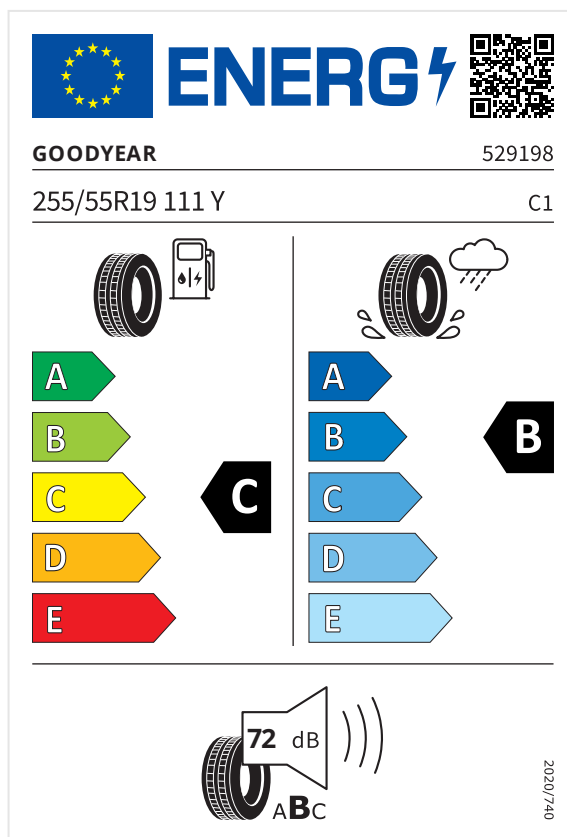 ENERG
GOODYEAR 529198
255/55R19 111 Y C1
A A
B B B
C C C
D D
E E
72 dB
ABC
2020/740